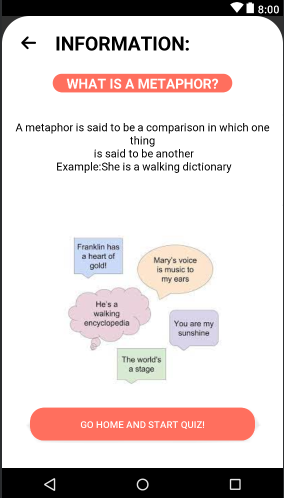 8:00
INFORMATION:
WHAT IS A METAPHOR?
A metaphor is said to be a comparison in which one
thing
is said to be another
Example:She is a walking dictionary
Franklin has
a heart of
gold!
Mary's voice
is music to
my ears
He's a
walking
encyclopedia
You are my
sunshine
The world's
a stage
GO HOME AND START QUIZ!